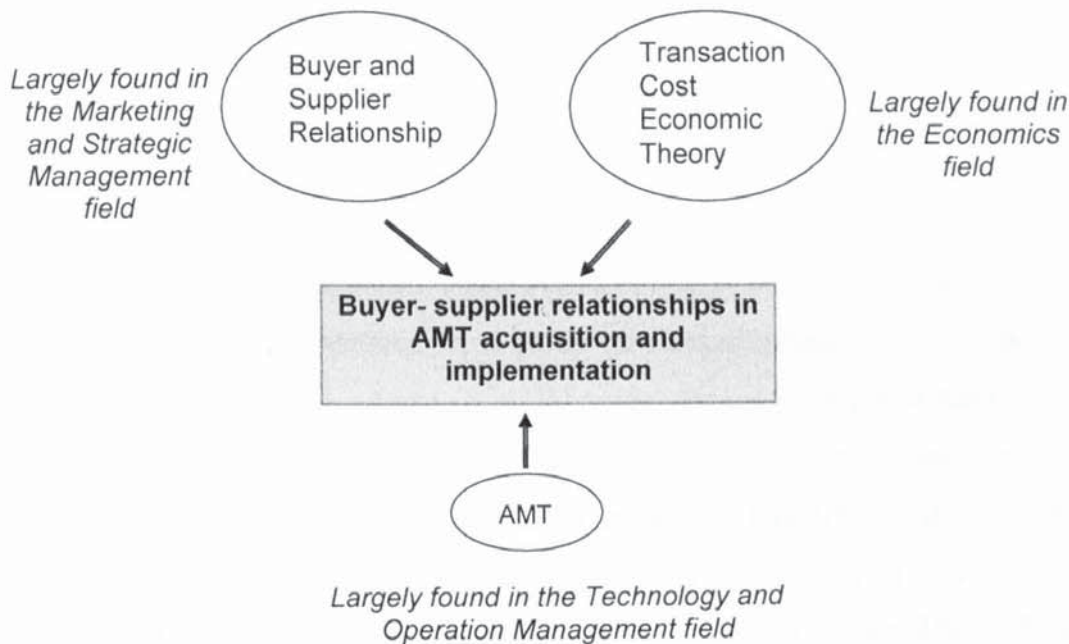 Largely found in
the Marketing
and Strategic
Management
field
Buyer and
Supplier
Relationship
Transaction
Cost
Economic
Theory
Largely found in
the Economics
field
Buyer- supplier relationships in
AMT acquisition and
implementation
AMT
Largely found in the Technology and
Operation Management field